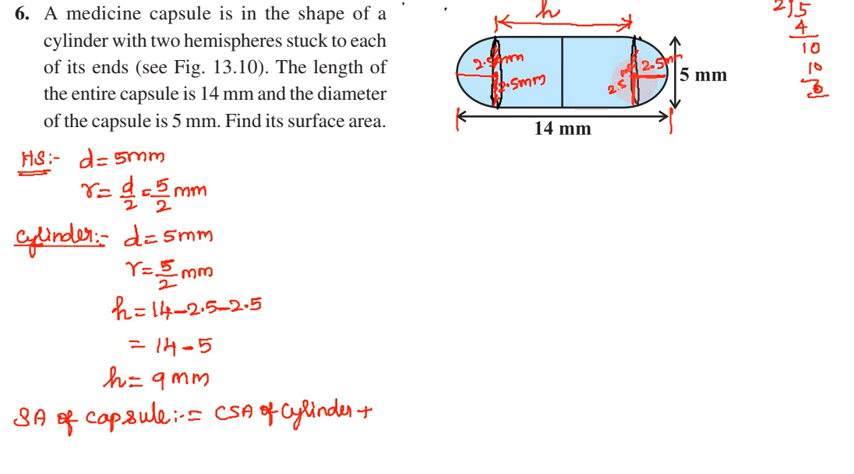 6. A medicine capsule is in the shape of a
cylinder with two hemispheres stuck to each
of its ends (see Fig. 13.10). The length of
the entire capsule is 14 mm and the diameter
of the capsule is 5 mm. Find its surface area.
h
2.5mm
2.5mm
2.5mm
2.5mm
5 mm
14 mm
2)5
4
10
10
0
HS:- d=5mm
r=d/2=5/2 mm
Cylinder:- d=5mm
r=5/2 mm
h=14-2.5-2.5
=14-5
h=9mm
SA of capsule:-= CSA of Cylinder+